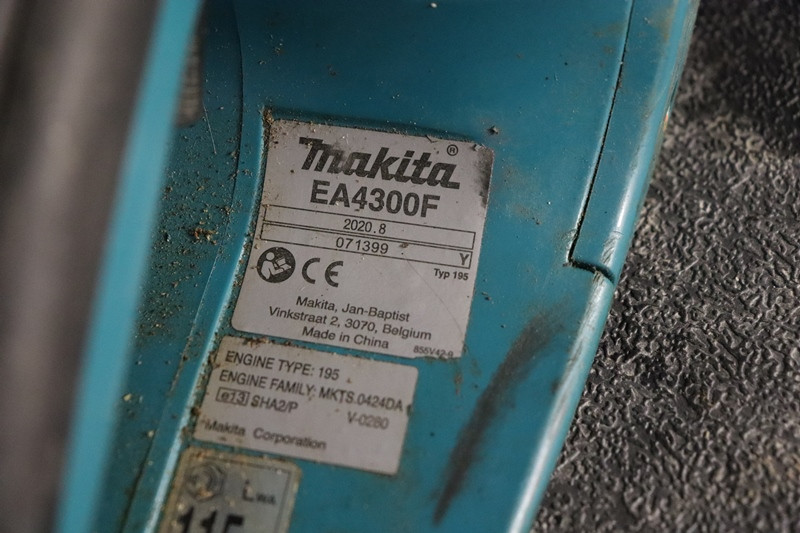 makita®
EA4300F
2020.8
071399 Y
Typ 195
CE
Makita, Jan-Baptist
Vinkstraat 2, 3070, Belgium
Made in China
855V42-9
ENGINE TYPE: 195
ENGINE FAMILY: MKTS.0424DA
e13 SHA2/P V-0280
Makita Corporation
LWA
115